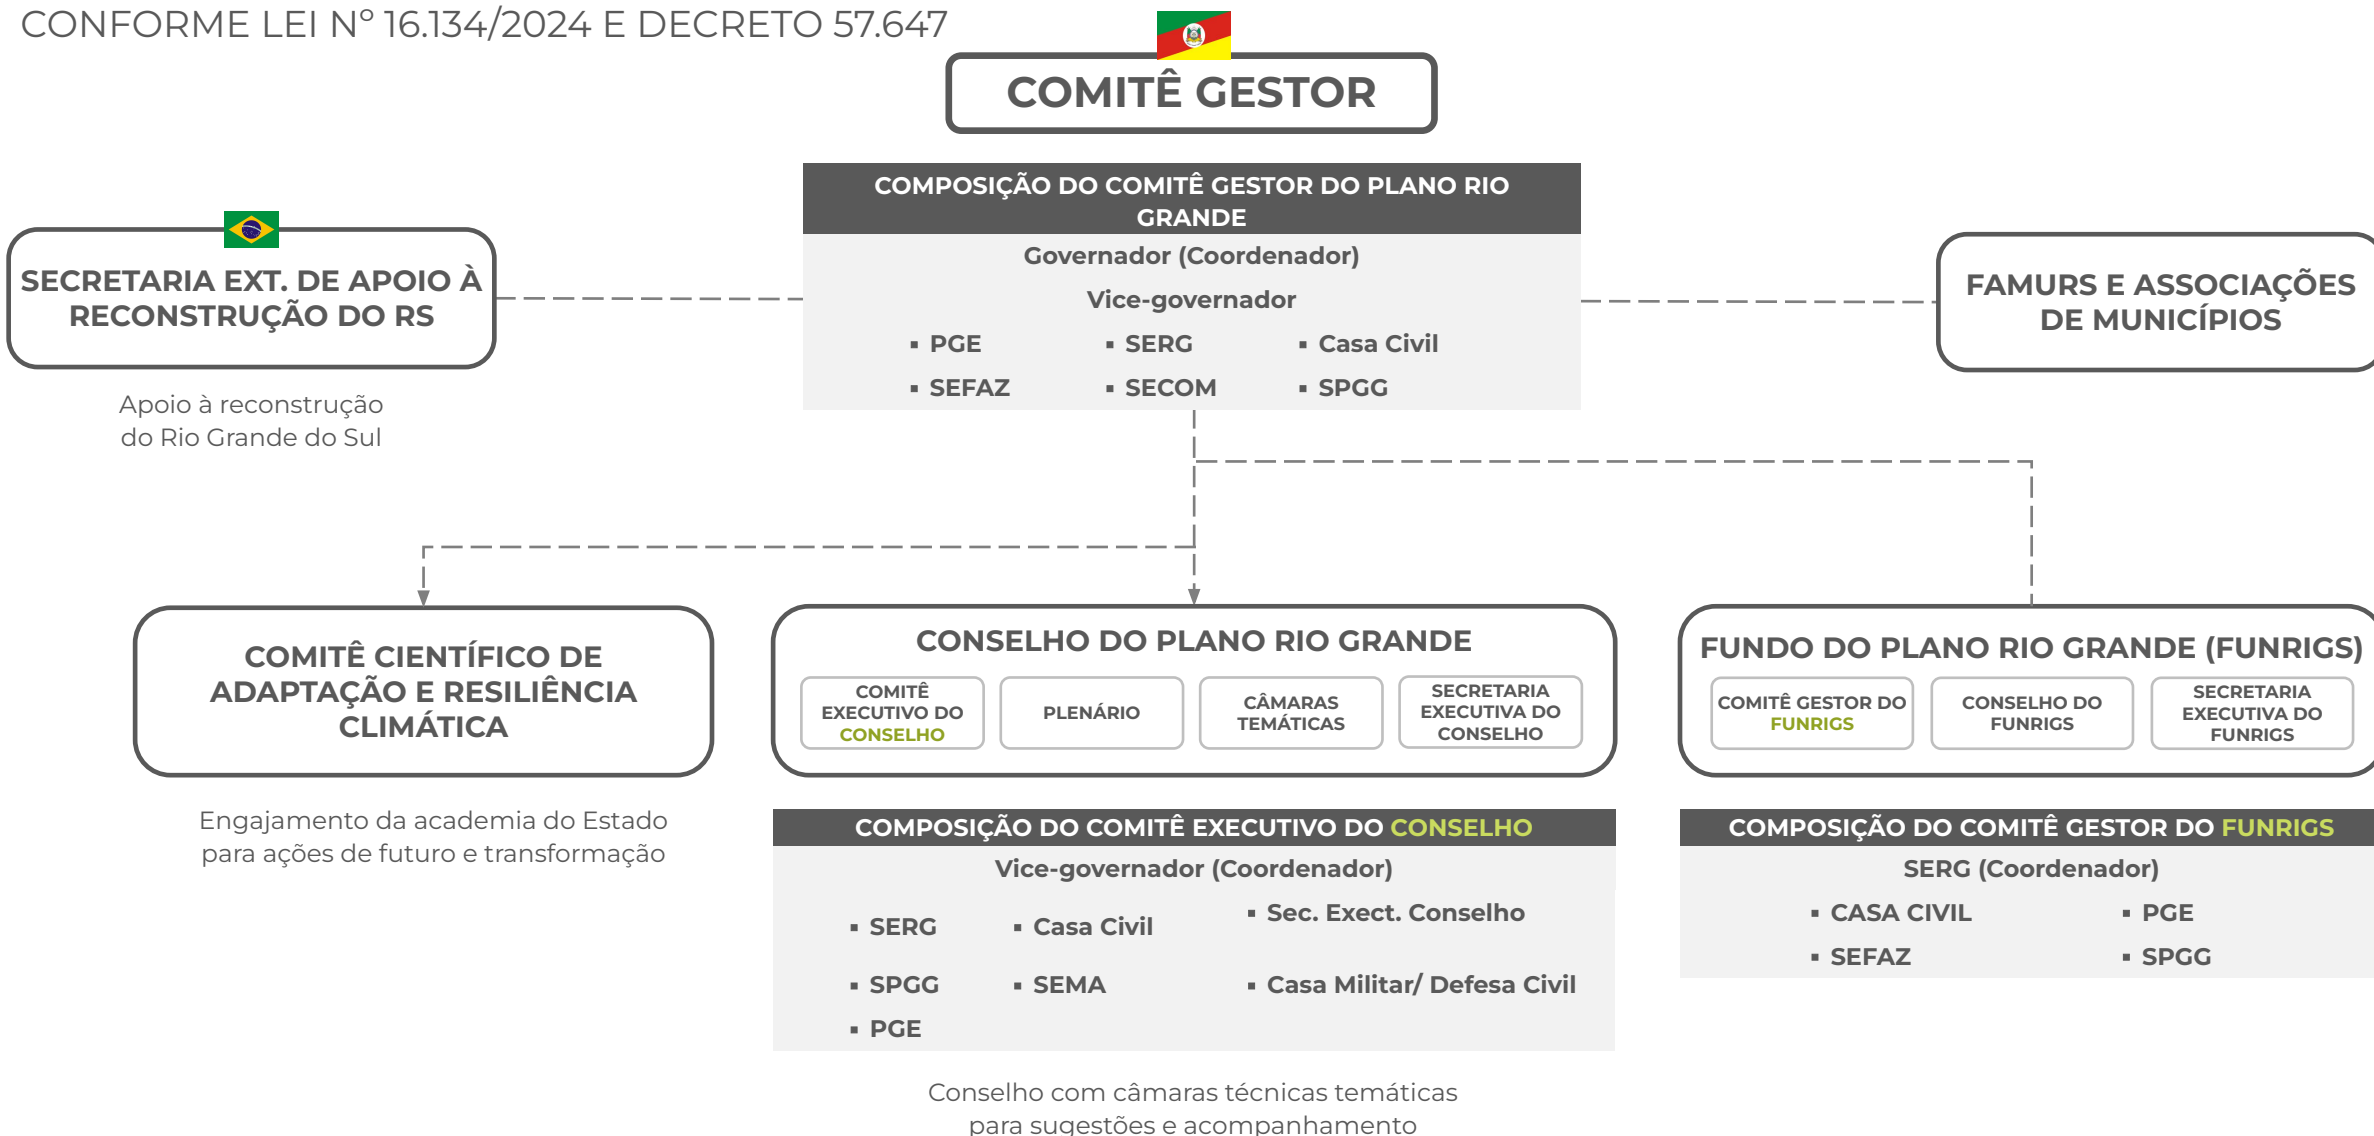 CONFORME LEI Nº 16.134/2024 E DECRETO 57.647
COMITÊ GESTOR
COMPOSIÇÃO DO COMITÊ GESTOR DO PLANO RIO
GRANDE
Governador (Coordenador)
Vice-governador
▪ PGE ▪ SERG ▪ Casa Civil
▪ SEFAZ ▪ SECOM ▪ SPGG
SECRETARIA EXT. DE APOIO À
RECONSTRUÇÃO DO RS
Apoio à reconstrução
do Rio Grande do Sul
FAMURS E ASSOCIAÇÕES
DE MUNICÍPIOS
COMITÊ CIENTÍFICO DE
ADAPTAÇÃO E RESILIÊNCIA
CLIMÁTICA
Engajamento da academia do Estado
para ações de futuro e transformação
CONSELHO DO PLANO RIO GRANDE
COMITÊ
EXECUTIVO DO
CONSELHO
PLENÁRIO
CÂMARAS
TEMÁTICAS
SECRETARIA
EXECUTIVA DO
CONSELHO
COMPOSIÇÃO DO COMITÊ EXECUTIVO DO CONSELHO
Vice-governador (Coordenador)
▪ SERG ▪ Casa Civil ▪ Sec. Exect. Conselho
▪ SPGG ▪ SEMA ▪ Casa Militar/ Defesa Civil
▪ PGE
Conselho com câmaras técnicas temáticas
para sugestões e acompanhamento
FUNDO DO PLANO RIO GRANDE (FUNRIGS)
COMITÊ GESTOR DO
FUNRIGS
CONSELHO DO
FUNRIGS
SECRETARIA
EXECUTIVA DO
FUNRIGS
COMPOSIÇÃO DO COMITÊ GESTOR DO FUNRIGS
SERG (Coordenador)
▪ CASA CIVIL ▪ PGE
▪ SEFAZ ▪ SPGG